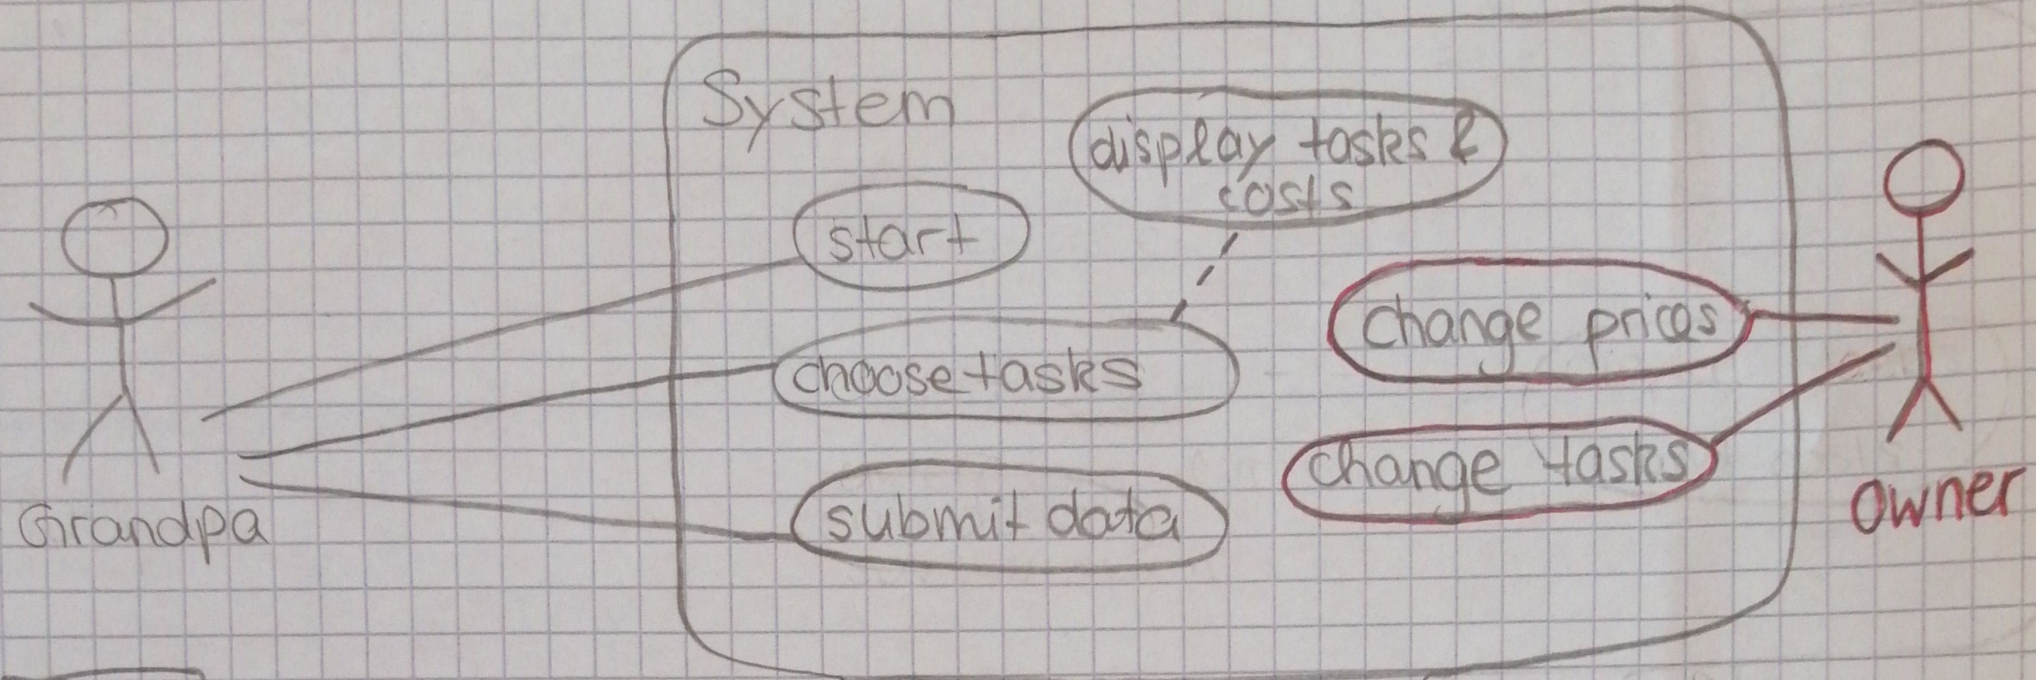 System
display tasks &
costs
start
change prices
choose tasks
change tasks
submit data
Grandpa
Owner